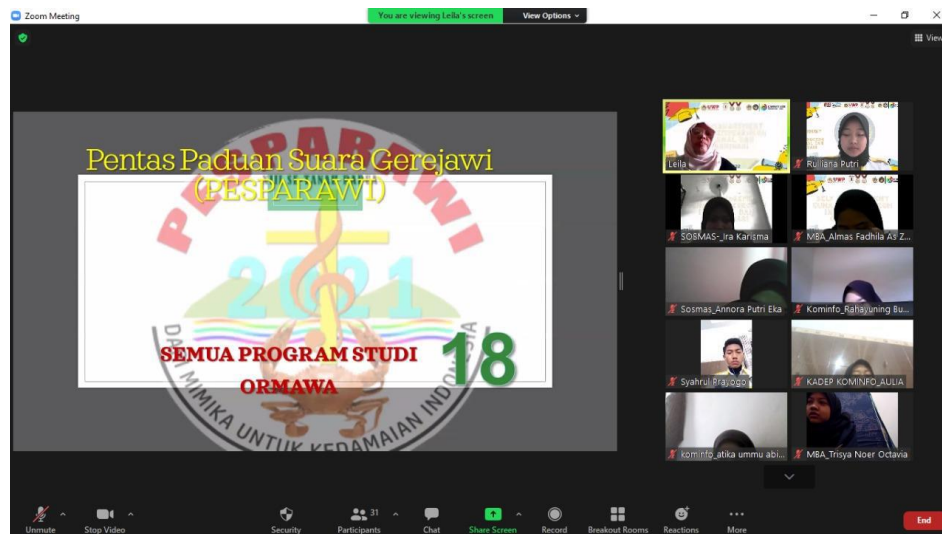 Zoom Meeting
You are viewing Leila's screen
View Options
View
Pentas Paduan Suara Gerejawi
(PESPARAWI)
PESPARAWI
2021
SEMUA PROGRAM STUDI
ORMAWA
18
DARI MIMIKA UNTUK KEDAMAIAN INDONESIA
Leila
Rulliana Putri
SOSMAS-_Ira Karisma
MBA_Almas Fadhila As Z...
Sosmas_Annora Putri Eka
Kominfo_Rahayuning Bu...
Syahrul Prayogo
KADEP KOMINFO_AULIA
kominfo_atika ummu abi...
MBA_Trisya Noer Octavia
Unmute
Stop Video
Security
31
Participants
Chat
Share Screen
Record
Breakout Rooms
Reactions
More
End